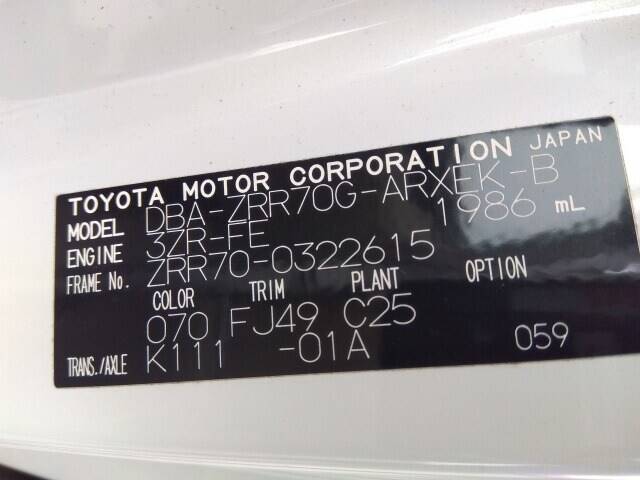 TOYOTA MOTOR CORPORATION JAPAN
MODEL DBA-ZRR70G-ARXEK-B
ENGINE 3ZR-FE 1986 mL
FRAME No. ZRR70-0322615
COLOR TRIM PLANT OPTION
070 FJ49 C25
TRANS./AXLE K111 -01A 059